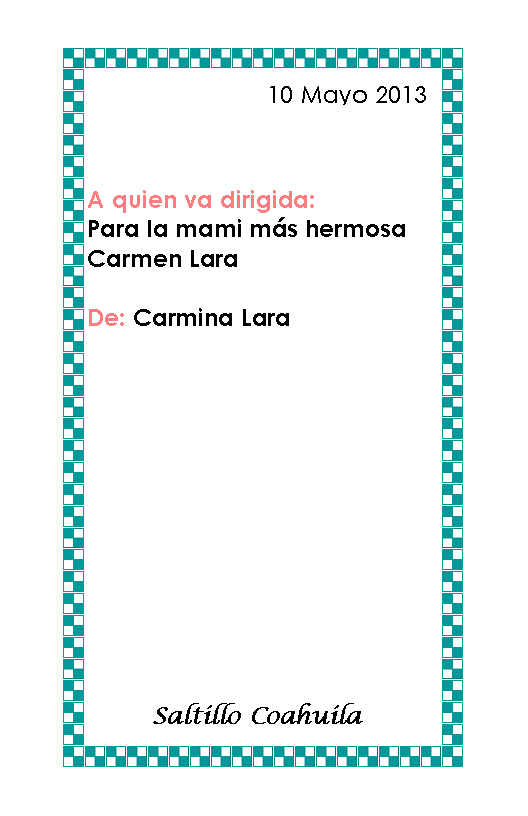 10 Mayo 2013
A quien va dirigida:
Para la mami más hermosa
Carmen Lara
De: Carmina Lara
Saltillo Coahuila